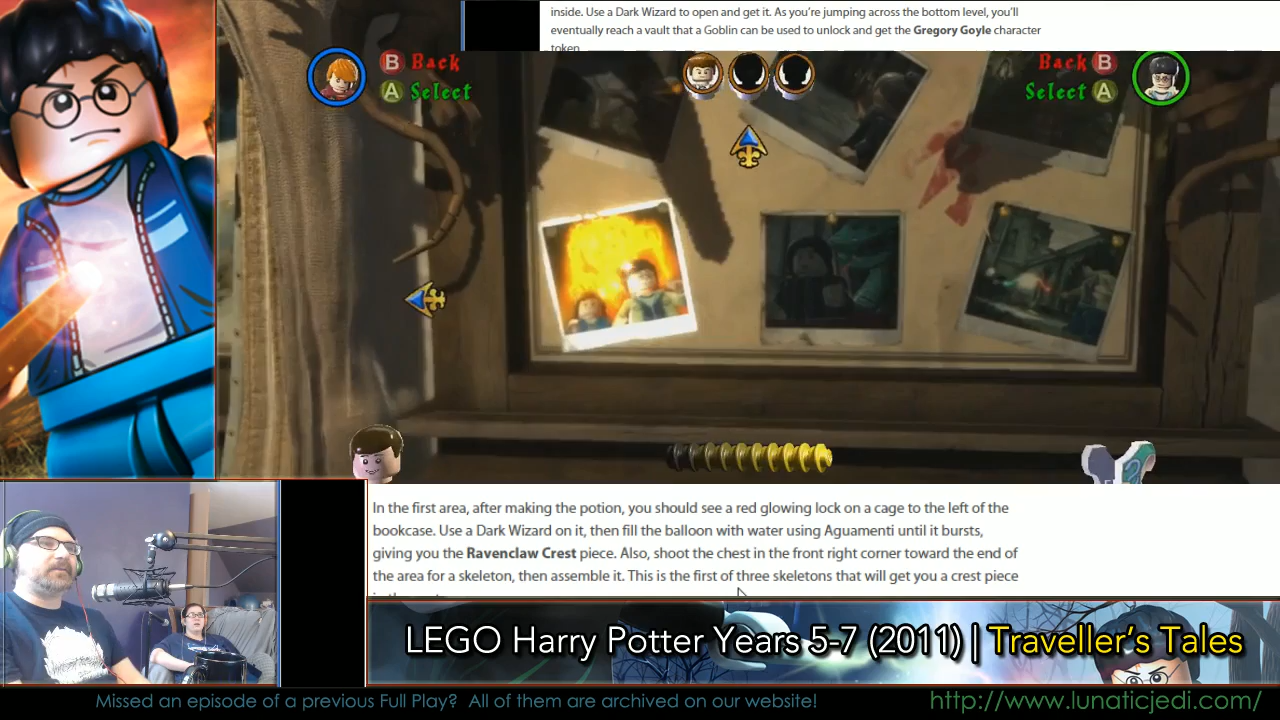 inside. Use a Dark Wizard to open and get it. As you're jumping across the bottom level, you'll
eventually reach a vault that a Goblin can be used to unlock and get the Gregory Goyle character
token
B Back
A Select
Back B
Select A
In the first area, after making the potion, you should see a red glowing lock on a cage to the left of the
bookcase. Use a Dark Wizard on it, then fill the balloon with water using Aguamenti until it bursts,
giving you the Ravenclaw Crest piece. Also, shoot the chest in the front right corner toward the end of
the area for a skeleton, then assemble it. This is the first of three skeletons that will get you a crest piece
LEGO Harry Potter Years 5-7 (2011) | Traveller's Tales
Missed an episode of a previous Full Play? All of them are archived on our website!
http://www.lunaticjedi.com/